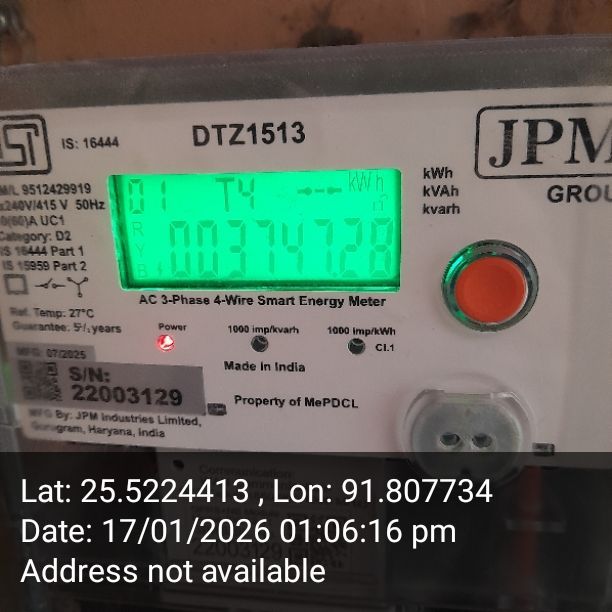 IS: 16444
DTZ1513
JPM
GROU
M/L 9512429919
x240V/415 V 50Hz
0(60)A UC1
Category: D2
IS 16444 Part 1
IS 15959 Part 2
Ref. Temp: 27°C
Guarantee: 5½ years
MFG: 07/2025
01 T4 kWh
R
Y
B
003747.28
kWh
kVAh
kvarh
AC 3-Phase 4-Wire Smart Energy Meter
Power
1000 imp/kvarh
1000 imp/kWh
Cl.1
Made in India
S/N:
22003129
Property of MePDCL
MFG By: JPM Industries Limited,
Gurugram, Haryana, India
Lat: 25.5224413 , Lon: 91.807734
Date: 17/01/2026 01:06:16 pm
Address not available